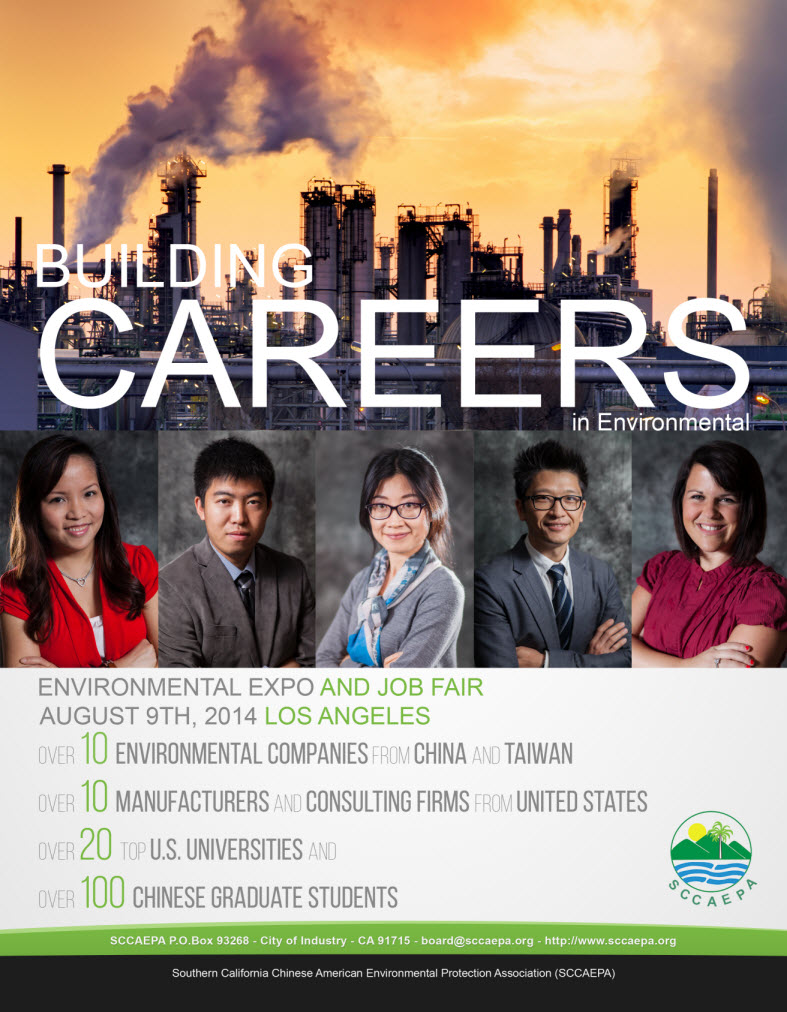 BUILDING
CAREERS
in Environmental
ENVIRONMENTAL EXPO AND JOB FAIR
AUGUST 9TH, 2014 LOS ANGELES
OVER 10 ENVIRONMENTAL COMPANIES FROM CHINA AND TAIWAN
OVER 10 MANUFACTURERS AND CONSULTING FIRMS FROM UNITED STATES
OVER 20 TOP U.S. UNIVERSITIES AND
OVER 100 CHINESE GRADUATE STUDENTS
SCCAEPA
SCCAEPA P.O.Box 93268 - City of Industry - CA 91715 - board@sccaepa.org - http://www.sccaepa.org
Southern California Chinese American Environmental Protection Association (SCCAEPA)